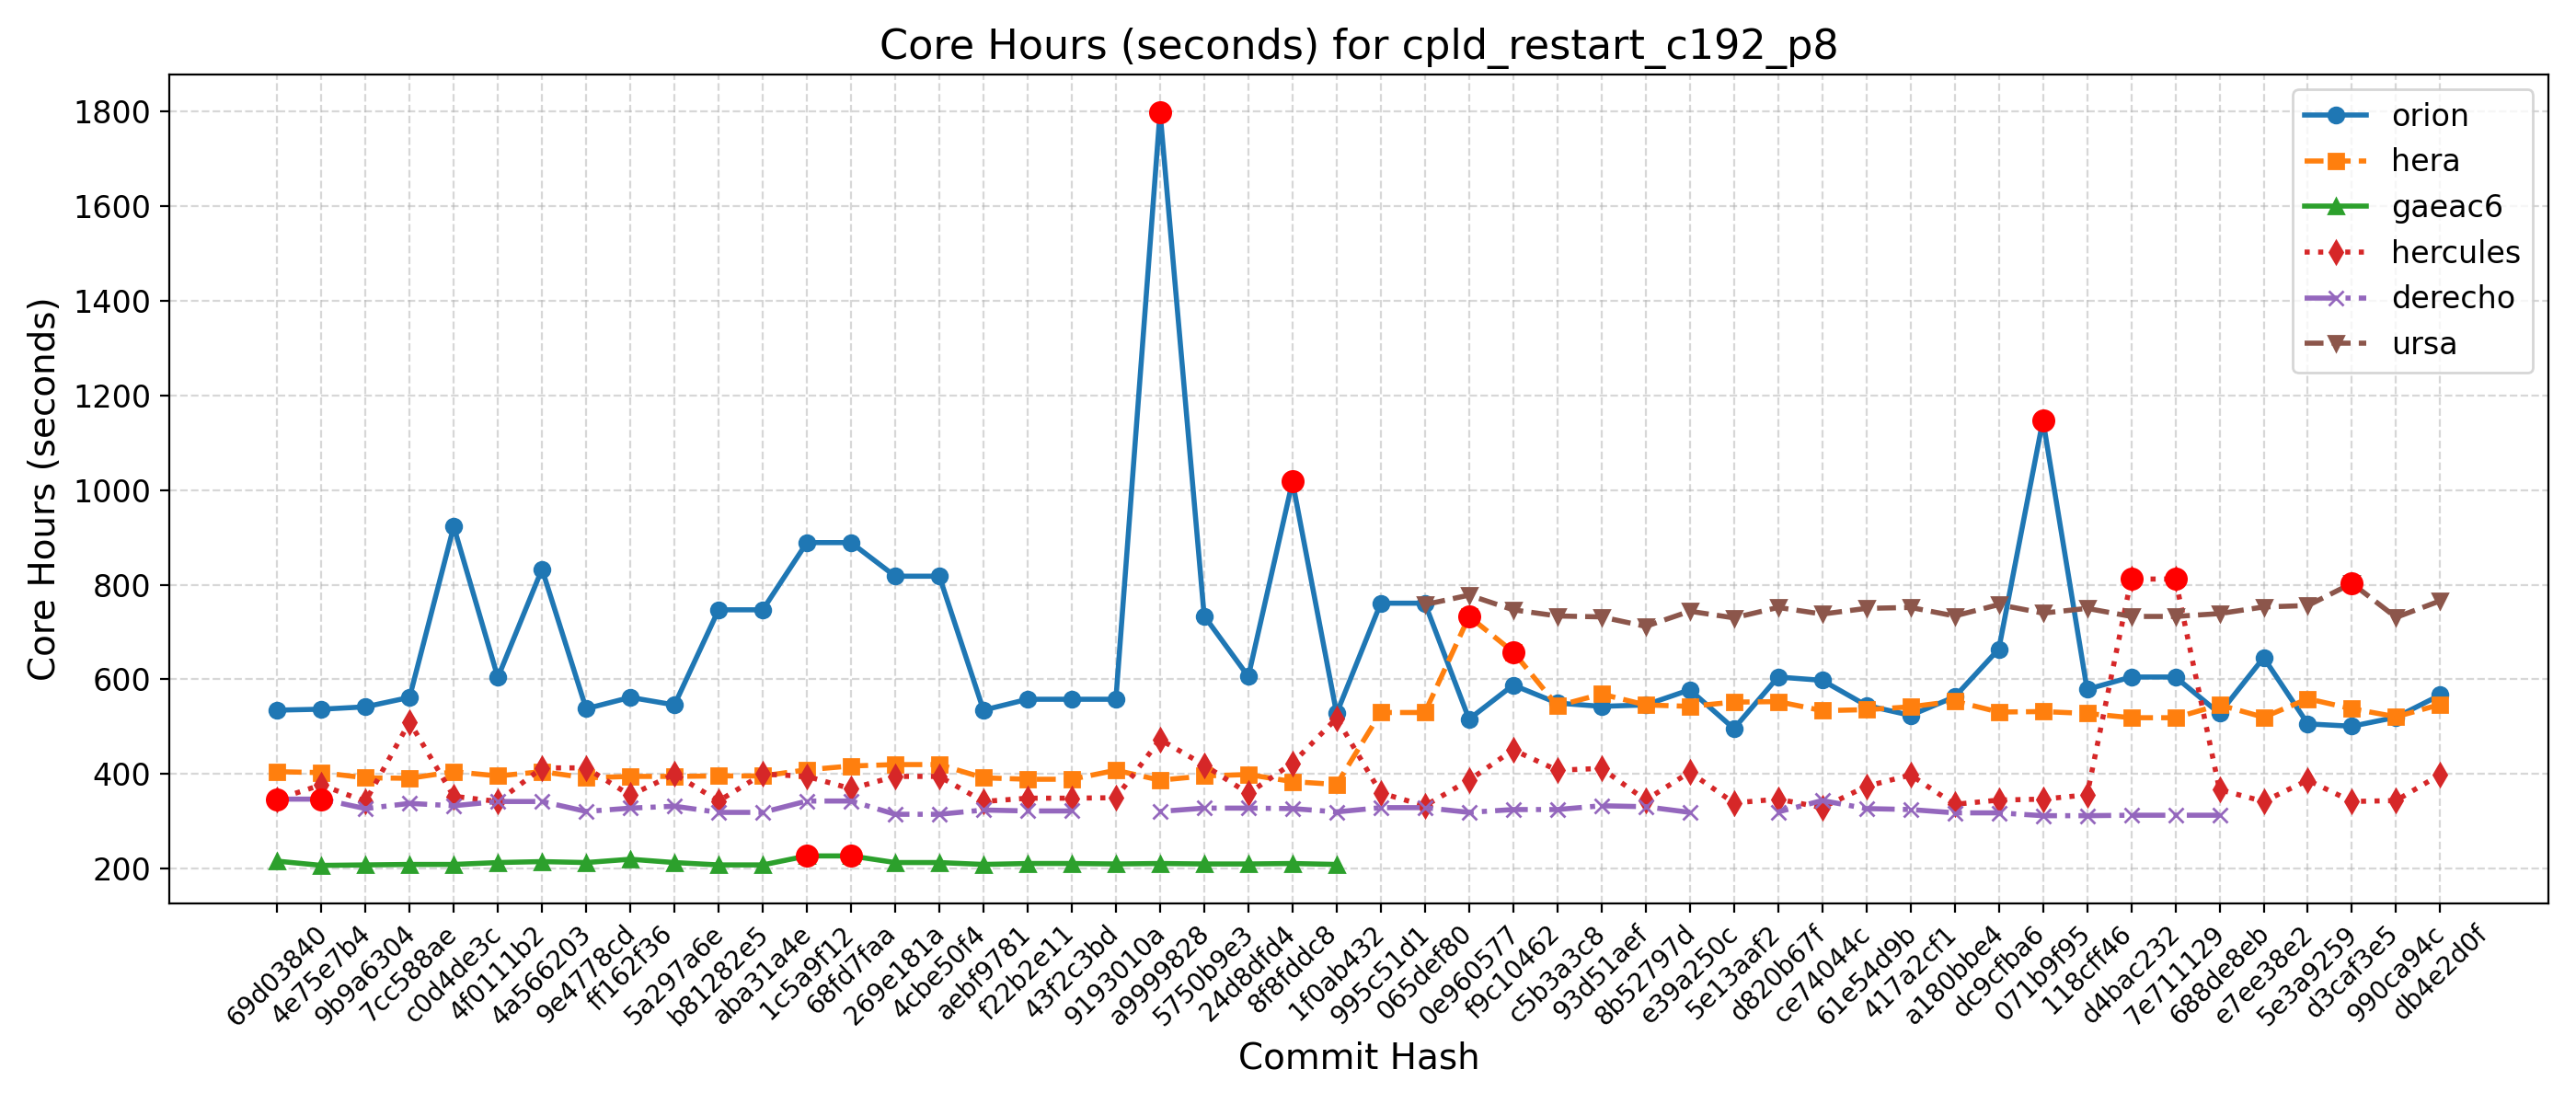 Core Hours (seconds) for cpld_restart_c192_p8
Core Hours (seconds)
1800
1600
1400
1200
1000
800
600
400
200
orion
hera
gaeac6
hercules
derecho
ursa
69d03840
4e75e7b4
9b9a6304
7cc588ae
c0d4de3c
4f0111b2
4a566203
9e4778cd
ff162f36
5a297a6e
b81282e5
aba31a4e
1c5a9f12
68fd7faa
269e181a
4cbe50f4
aebf9781
f22b2e11
43f2c3bd
9193010a
a9999828
5750b9e3
24d8dfd4
8f8fddc8
1f0ab432
995c51d1
065def80
0e960577
f9c10462
c5b3a3c8
93d51aef
8b52797d
e39a250c
5e13aaf2
d820b67f
ce74044c
61e54d9b
417a2cf1
a180bbe4
dc9cfba6
071b9f95
118cff46
d4bac232
7e711129
688de8eb
e7ee38e2
5e3a9259
d3caf3e5
990ca94c
db4e2d0f
Commit Hash